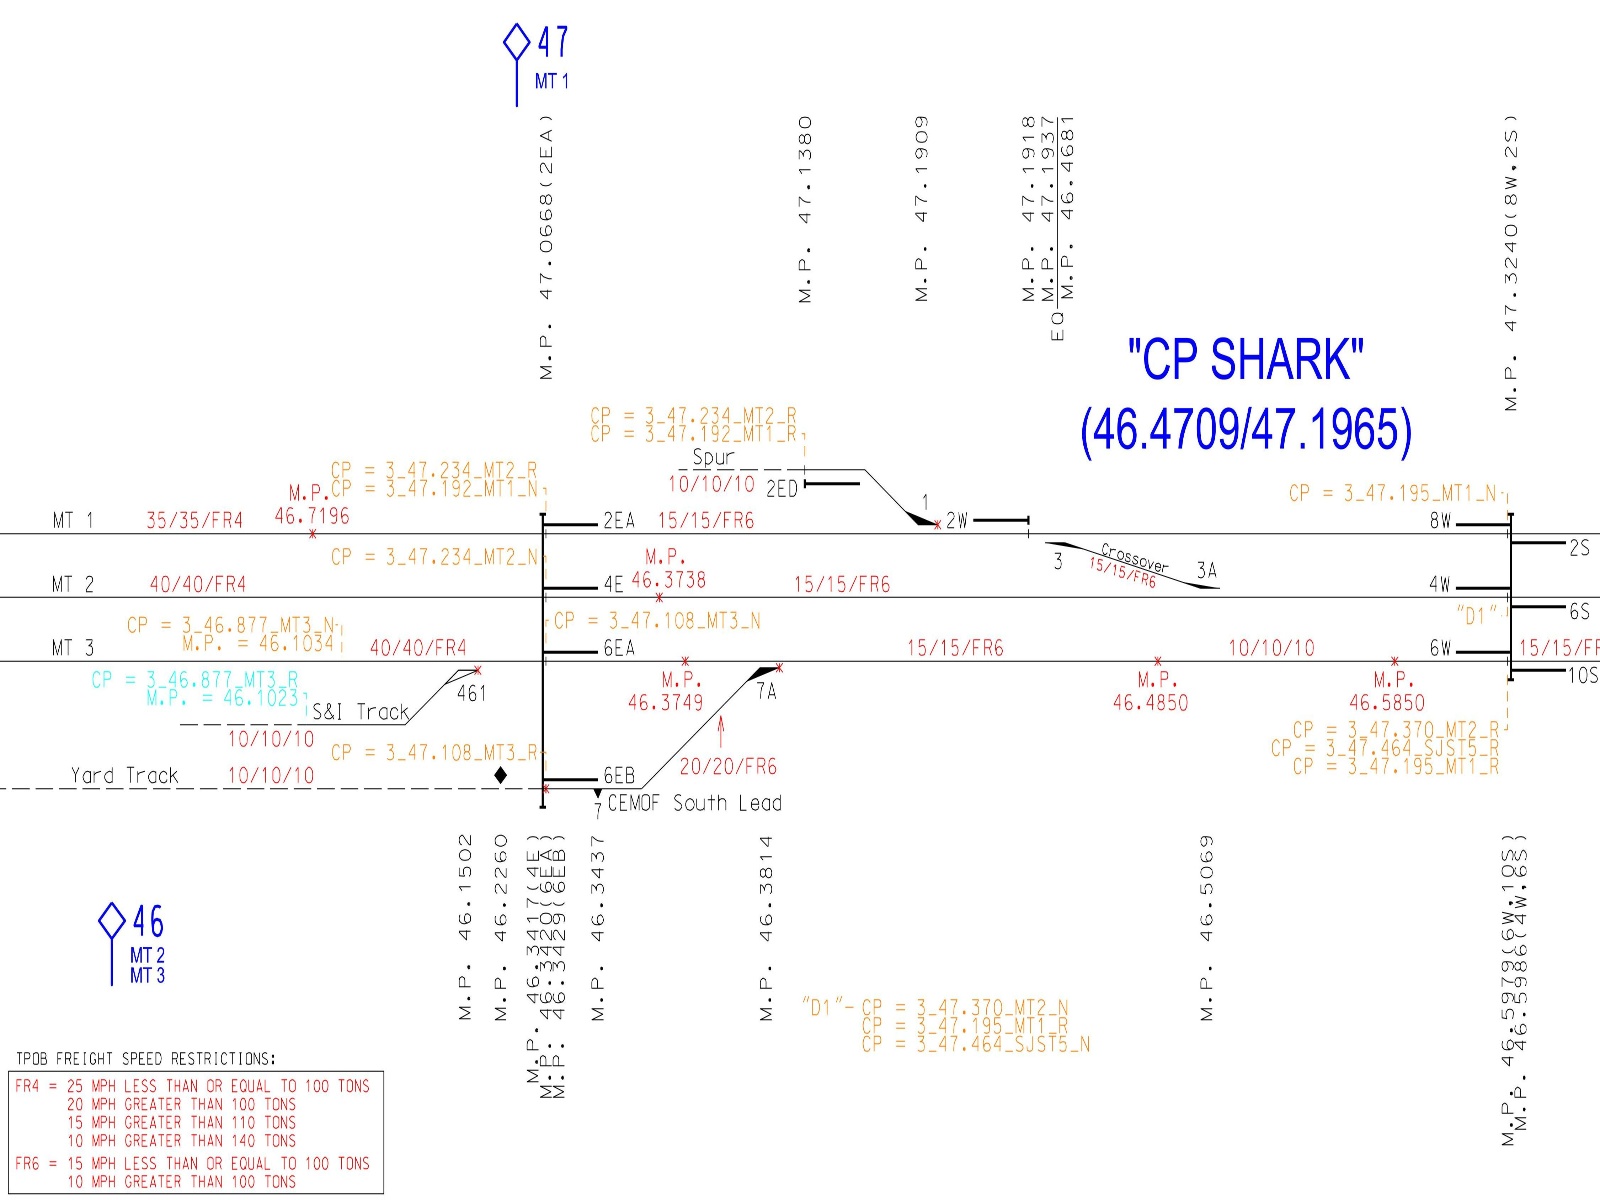 47
MT 1
M.P. 47.0668(2EA)
M.P. 47.1380
M.P. 47.1909
M.P. 47.1918
M.P. 47.1937
EQ
M.P. 46.4681
M.P. 47.3240(8W,2S)
"CP SHARK"
(46.4709/47.1965)
CP = 3_47.234_MT2_R
CP = 3_47.192_MT1_R
Spur
10/10/10
2ED
CP = 3_47.234_MT2_R
CP = 3_47.192_MT1_N
M.P.
46.7196
MT 1
35/35/FR4
2EA
15/15/FR6
1
2W
CP = 3_47.195_MT1_N
8W
2S
CP = 3_47.234_MT2_N
MT 2
40/40/FR4
4E
M.P.
46.3738
15/15/FR6
3
Crossover
15/15/FR6
3A
4W
"D1"
6S
CP = 3_46.877_MT3_N
M.P. = 46.1034
CP = 3_47.108_MT3_N
MT 3
40/40/FR4
6EA
15/15/FR6
10/10/10
6W
15/15/FR
10S
CP = 3_46.877_MT3_R
M.P. = 46.1023
461
M.P.
46.3749
7A
M.P.
46.4850
M.P.
46.5850
S&I Track
10/10/10
CP = 3_47.108_MT3_R
20/20/FR6
CP = 3_47.370_MT2_R
CP = 3_47.464_SJST5_R
CP = 3_47.195_MT1_R
Yard Track
10/10/10
6EB
7
CEMOF South Lead
M.P. 46.1502
M.P. 46.2260
M.P. 46.3417(4E)
M.P. 46.3420(6EA)
M.P. 46.3429(6EB)
M.P. 46.3437
M.P. 46.3814
M.P. 46.5069
M.P. 46.5979(6W,10S)
M.P. 46.5986(4W,6S)
46
MT 2
MT 3
"D1"- CP = 3_47.370_MT2_N
CP = 3_47.195_MT1_R
CP = 3_47.464_SJST5_N
TPOB FREIGHT SPEED RESTRICTIONS:
FR4 = 25 MPH LESS THAN OR EQUAL TO 100 TONS
20 MPH GREATER THAN 100 TONS
15 MPH GREATER THAN 110 TONS
10 MPH GREATER THAN 140 TONS
FR6 = 15 MPH LESS THAN OR EQUAL TO 100 TONS
10 MPH GREATER THAN 100 TONS